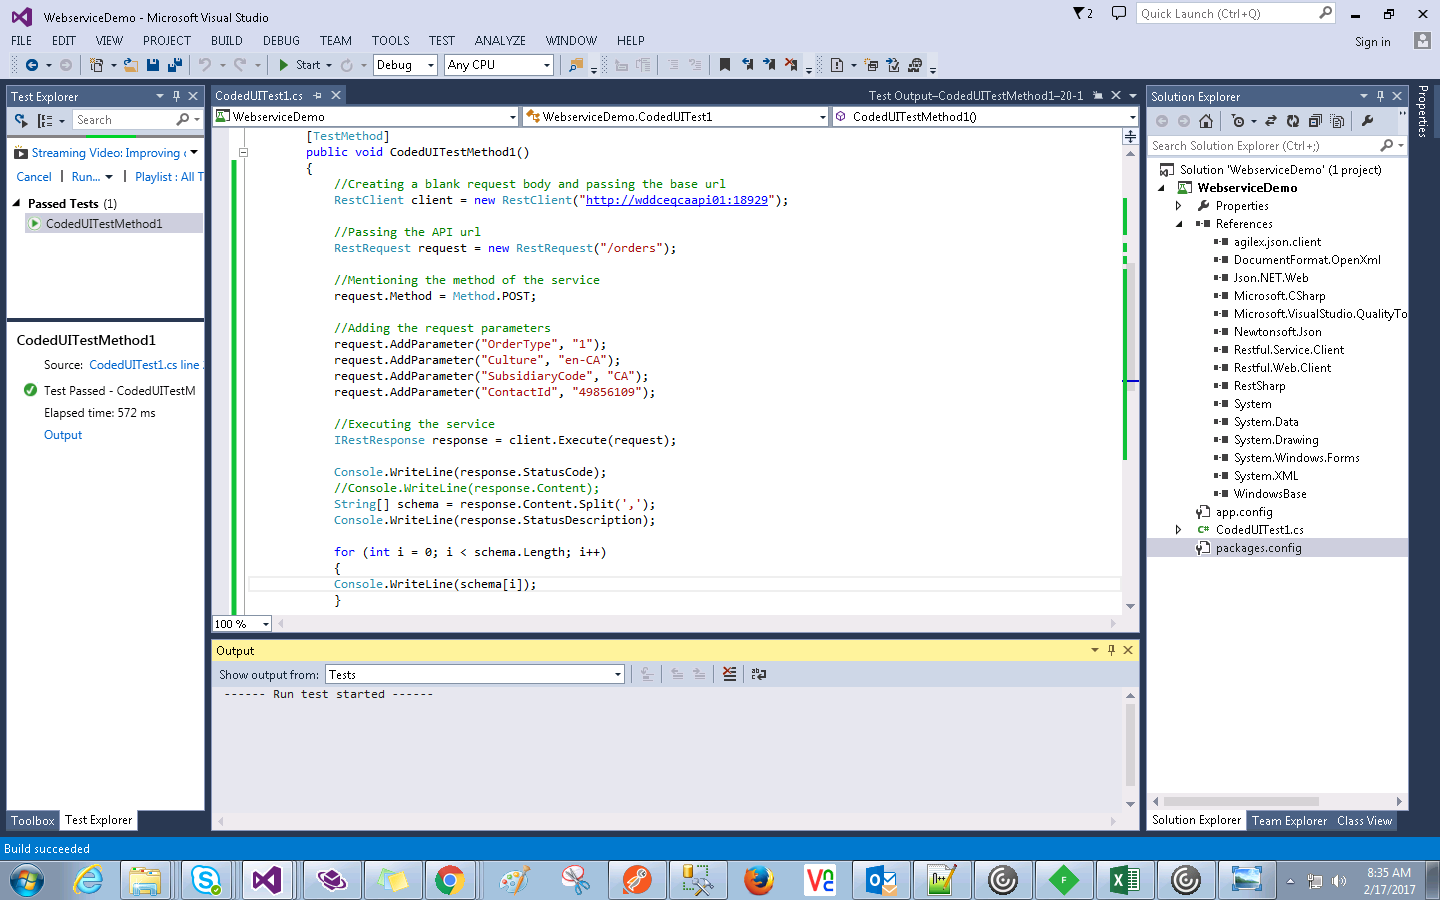 WebserviceDemo - Microsoft Visual Studio
2
Quick Launch (Ctrl+Q)
FILE EDIT VIEW PROJECT BUILD DEBUG TEAM TOOLS TEST ANALYZE WINDOW HELP
Sign in
Start Debug Any CPU
Test Explorer
Search
Streaming Video: Improving
Cancel Run... Playlist : All T
Passed Tests (1)
CodedUITestMethod1
CodedUITestMethod1
Source: CodedUITest1.cs line
Test Passed - CodedUITestM
Elapsed time: 572 ms
Output
Toolbox Test Explorer
CodedUITest1.cs
Test Output-CodedUITestMethod1-20-1
WebserviceDemo WebserviceDemo.CodedUITest1 CodedUITestMethod1()
[TestMethod]
public void CodedUITestMethod1()
{
//Creating a blank request body and passing the base url
RestClient client = new RestClient("http://wddceqcaapi01:18929");
//Passing the API url
RestRequest request = new RestRequest("/orders");
//Mentioning the method of the service
request.Method = Method.POST;
//Adding the request parameters
request.AddParameter("OrderType", "1");
request.AddParameter("Culture", "en-CA");
request.AddParameter("SubsidiaryCode", "CA");
request.AddParameter("ContactId", "49856109");
//Executing the service
IRestResponse response = client.Execute(request);
Console.WriteLine(response.StatusCode);
//Console.WriteLine(response.Content);
String[] schema = response.Content.Split(',');
Console.WriteLine(response.StatusDescription);
for (int i = 0; i < schema.Length; i++)
{
Console.WriteLine(schema[i]);
}
100 %
Output
Show output from: Tests
------ Run test started ------
Solution Explorer
Search Solution Explorer (Ctrl+;)
Solution 'WebserviceDemo' (1 project)
WebserviceDemo
Properties
References
agilex.json.client
DocumentFormat.OpenXml
Json.NET.Web
Microsoft.CSharp
Microsoft.VisualStudio.QualityTo
Newtonsoft.Json
Restful.Service.Client
Restful.Web.Client
RestSharp
System
System.Data
System.Drawing
System.Windows.Forms
System.XML
WindowsBase
app.config
CodedUITest1.cs
packages.config
Solution Explorer Team Explorer Class View
Properties
Build succeeded
8:35 AM
2/17/2017